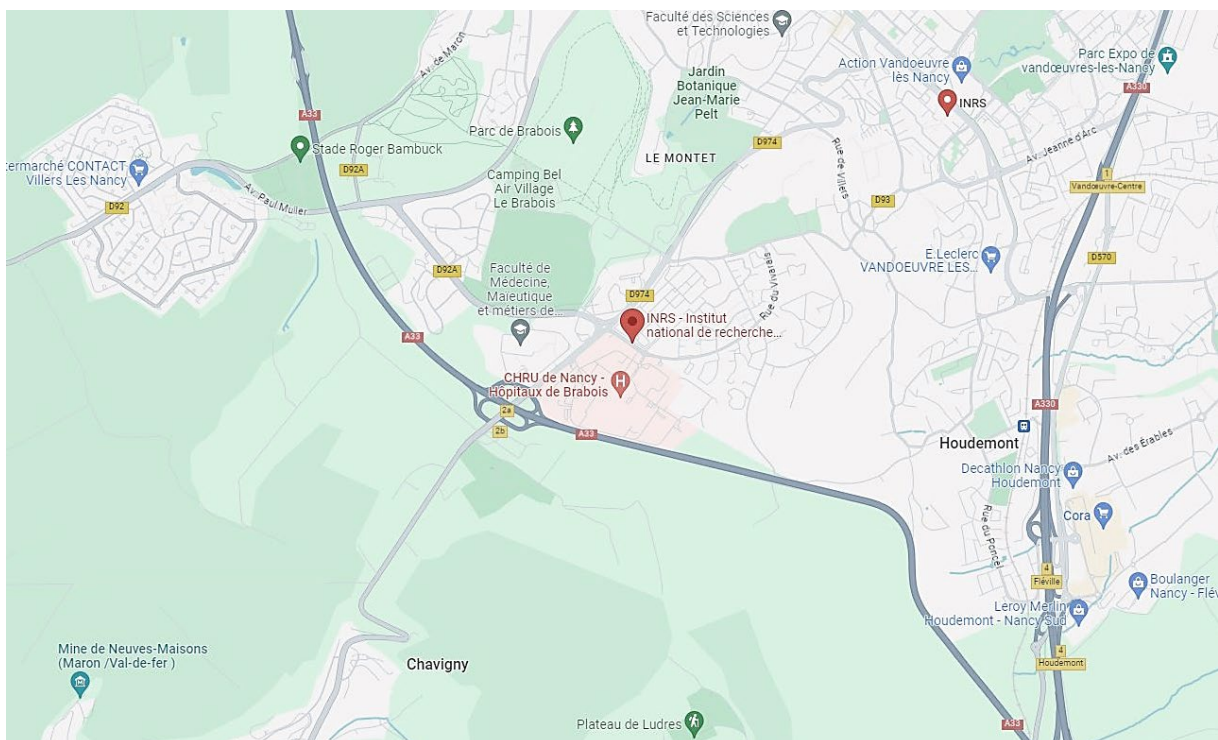 Faculté des Sciences
et Technologies
Action Vandoeuvre
lès Nancy
Parc Expo de
vandœuvres-les-Nancy
A330
INRS
Jardin
Botanique
Jean-Marie
Pelt
Av. de Maron
A33
Parc de Brabois
Stade Roger Bambuck
D974
Av. Jeanne d'Arc
Rue de Villers
LE MONTET
termarché CONTACT
Villers Les Nancy
D92A
Camping Bel
Air Village
Le Brabois
1
Vandœuvre-Centre
Av. Paul Muller
D92
D93
E.Leclerc
VANDOEUVRE LES...
D570
D92A
Faculté de
Médecine,
Maieutique
et métiers de...
Rue du Vivarais
D974
INRS - Institut
national de recherche...
A33
CHRU de Nancy -
Hôpitaux de Brabois
2a
2b
A33
A330
Houdemont
Av. des Érables
Decathlon Nancy
Houdemont
Cora
Rue du Poncel
4
Fléville
Boulanger
Nancy - Flév
Leroy Merlin
Houdemont - Nancy Sud
4
Houdemont
Mine de Neuves-Maisons
(Maron /Val-de-fer )
Chavigny
Plateau de Ludres
A33